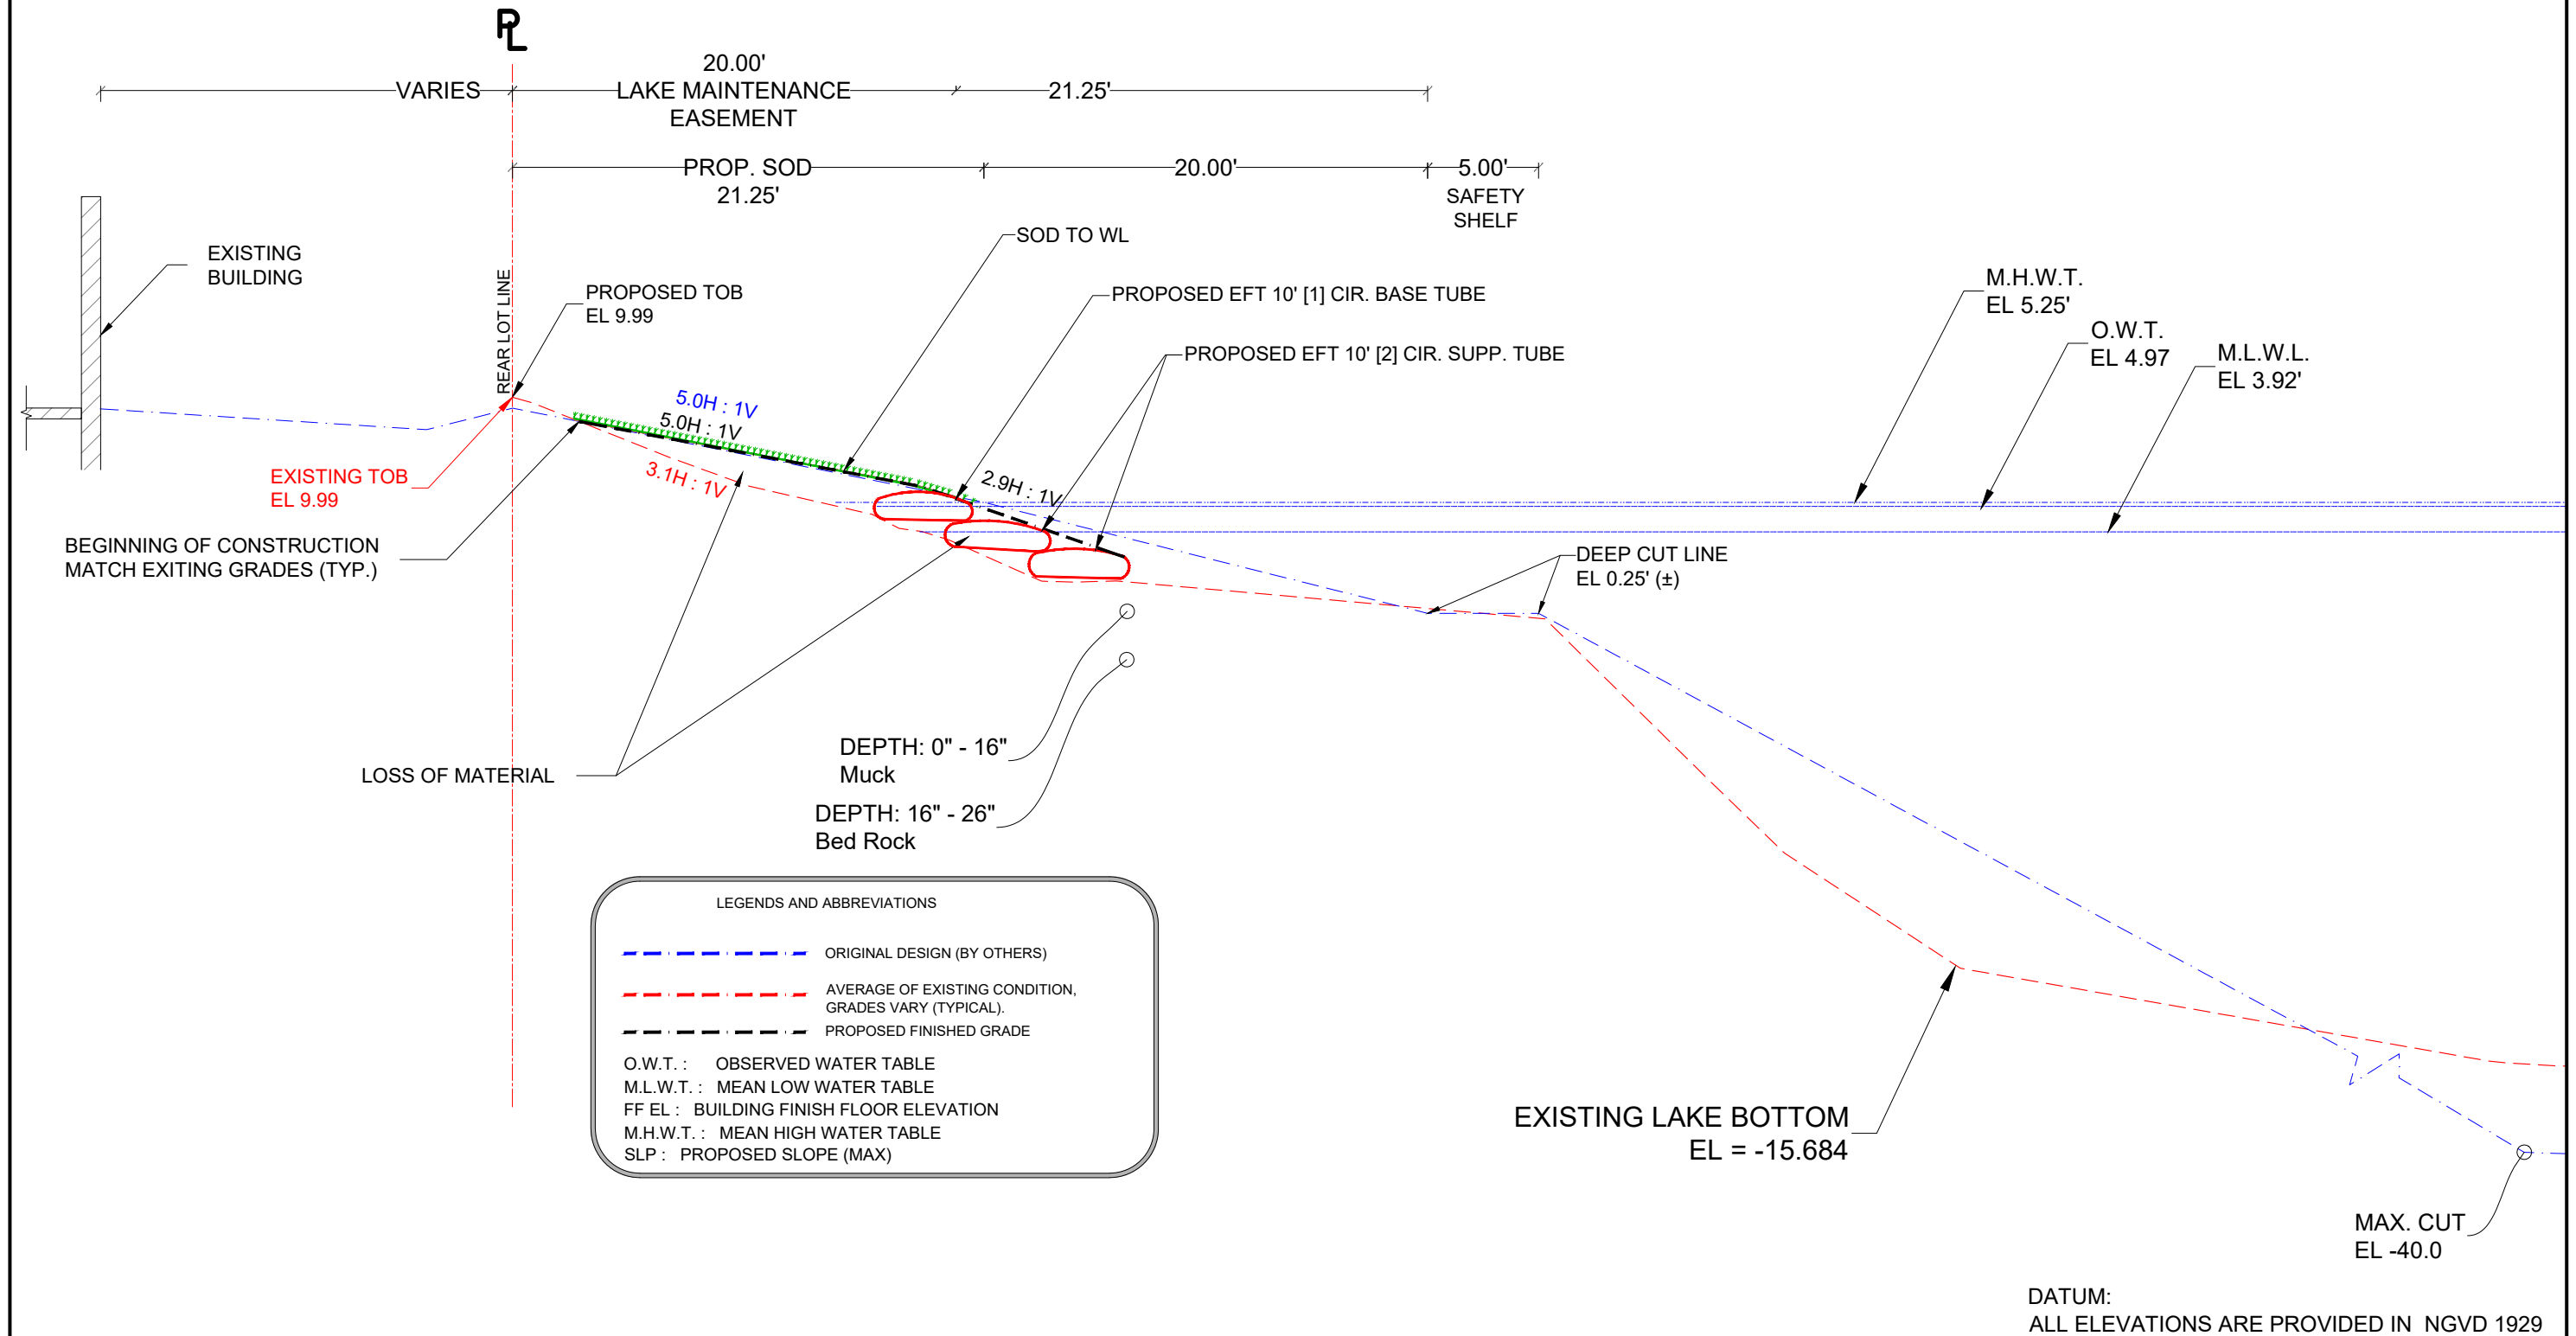 PL
20.00'
VARIES
LAKE MAINTENANCE
21.25'
EASEMENT
PROP. SOD
21.25'
20.00'
5.00'
SAFETY
SHELF
SOD TO WL
EXISTING
BUILDING
REAR LOT LINE
PROPOSED TOB
EL 9.99
PROPOSED EFT 10' [1] CIR. BASE TUBE
PROPOSED EFT 10' [2] CIR. SUPP. TUBE
M.H.W.T.
EL 5.25'
O.W.T.
EL 4.97
M.L.W.L.
EL 3.92'
5.0H : 1V
5.0H : 1V
3.1H : 1V
2.9H : 1V
EXISTING TOB
EL 9.99
BEGINNING OF CONSTRUCTION
MATCH EXITING GRADES (TYP.)
DEEP CUT LINE
EL 0.25' (±)
LOSS OF MATERIAL
DEPTH: 0" - 16"
Muck
DEPTH: 16" - 26"
Bed Rock
LEGENDS AND ABBREVIATIONS
ORIGINAL DESIGN (BY OTHERS)
AVERAGE OF EXISTING CONDITION,
GRADES VARY (TYPICAL).
PROPOSED FINISHED GRADE
O.W.T. : OBSERVED WATER TABLE
M.L.W.T. : MEAN LOW WATER TABLE
FF EL : BUILDING FINISH FLOOR ELEVATION
M.H.W.T. : MEAN HIGH WATER TABLE
SLP : PROPOSED SLOPE (MAX)
EXISTING LAKE BOTTOM
EL = -15.684
MAX. CUT
EL -40.0
DATUM:
ALL ELEVATIONS ARE PROVIDED IN NGVD 1929